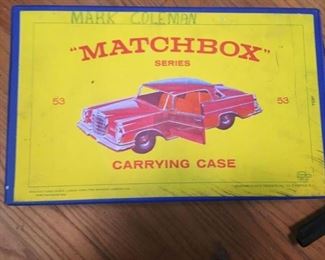 MARK COLEMAN
"MATCHBOX"
SERIES
53
53
CARRYING CASE